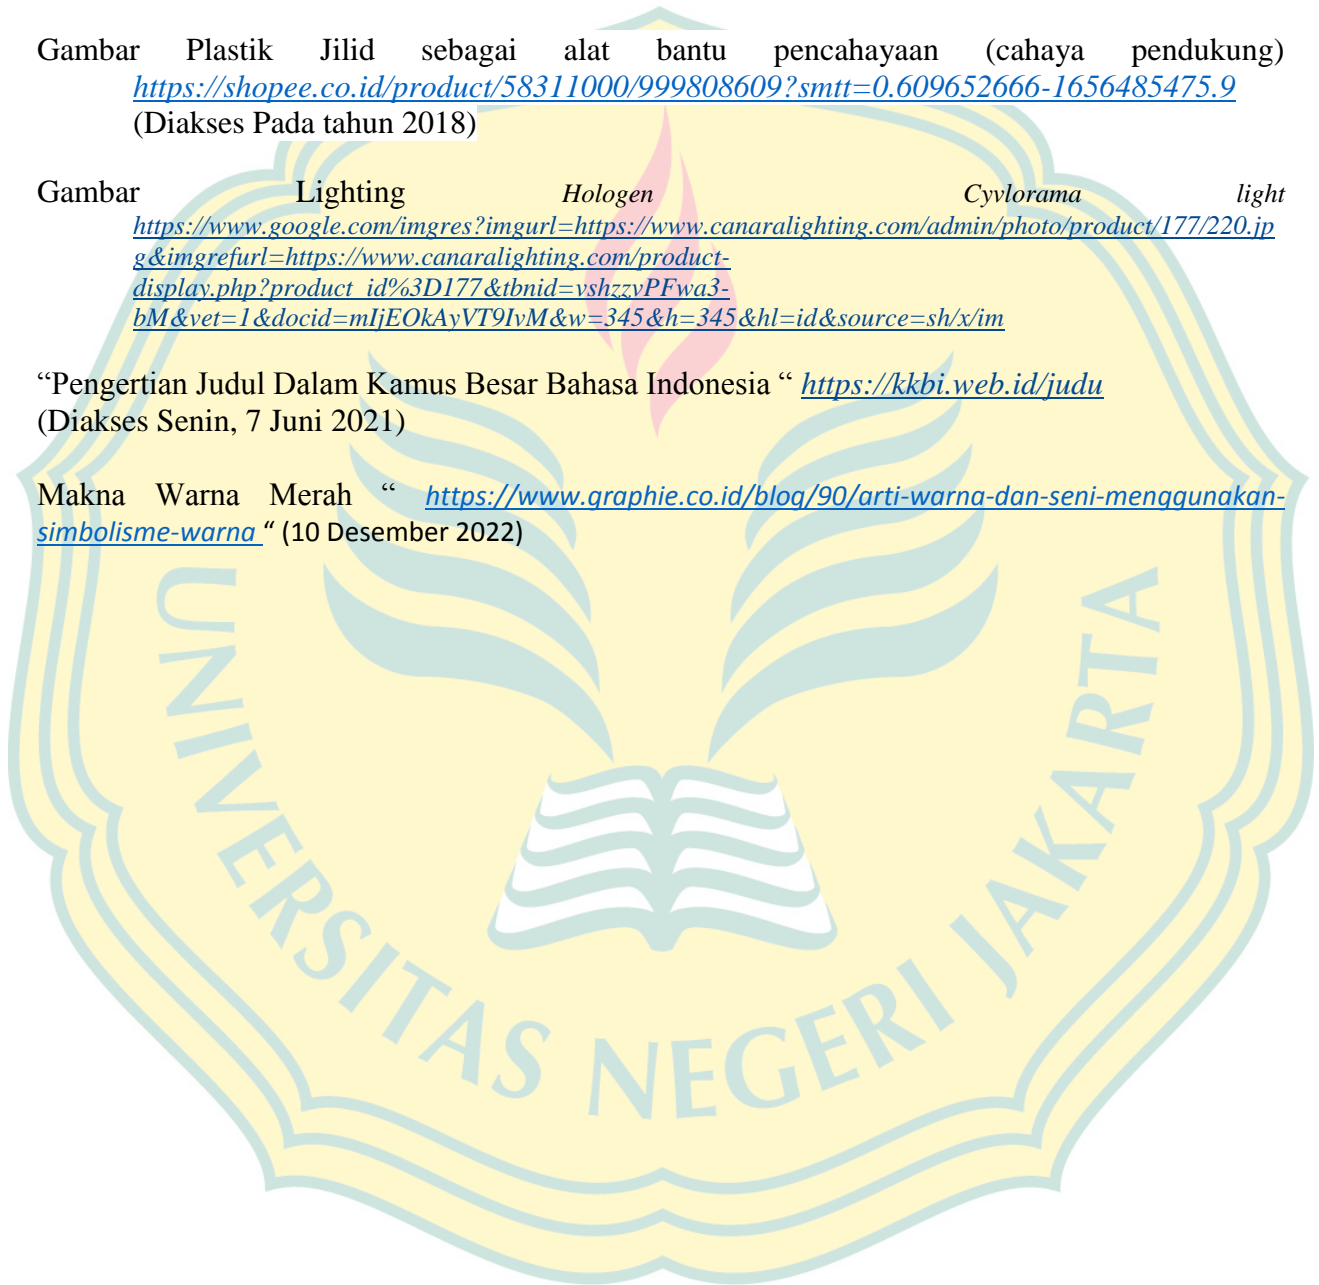 Gambar Plastik Jilid sebagai alat bantu pencahayaan (cahaya pendukung)
https://shopee.co.id/product/58311000/999808609?smtt=0.609652666-1656485475.9
(Diakses Pada tahun 2018)
Gambar Lighting Hologen Cyvlorama light
https://www.google.com/imgres?imgurl=https://www.canaralighting.com/admin/photo/product/177/220.jp
g&imgrefurl=https://www.canaralighting.com/product-
display.php?product_id%3D177&tbnid=vshzzvPFwa3-
bM&vet=1&docid=mIjEOkAyVT9IvM&w=345&h=345&hl=id&source=sh/x/im
“Pengertian Judul Dalam Kamus Besar Bahasa Indonesia “ https://kkbi.web.id/judu
(Diakses Senin, 7 Juni 2021)
Makna Warna Merah “ https://www.graphie.co.id/blog/90/arti-warna-dan-seni-menggunakan-
simbolisme-warna “ (10 Desember 2022)
UNIVERSITAS NEGERI JAKARTA